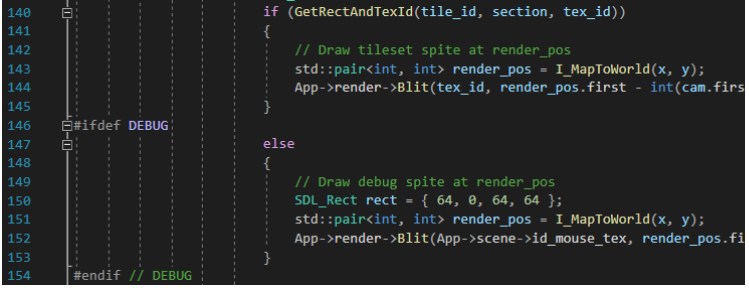 140 if (GetRectAndTexId(tile_id, section, tex_id))
141 {
142 // Draw tileset spite at render_pos
143 std::pair<int, int> render_pos = I_MapToWorld(x, y);
144 App->render->Blit(tex_id, render_pos.first - int(cam.firs
145 }
146 #ifdef DEBUG
147 else
148 {
149 // Draw debug spite at render_pos
150 SDL_Rect rect = { 64, 0, 64, 64 };
151 std::pair<int, int> render_pos = I_MapToWorld(x, y);
152 App->render->Blit(App->scene->id_mouse_tex, render_pos.fi
153 }
154 #endif // DEBUG